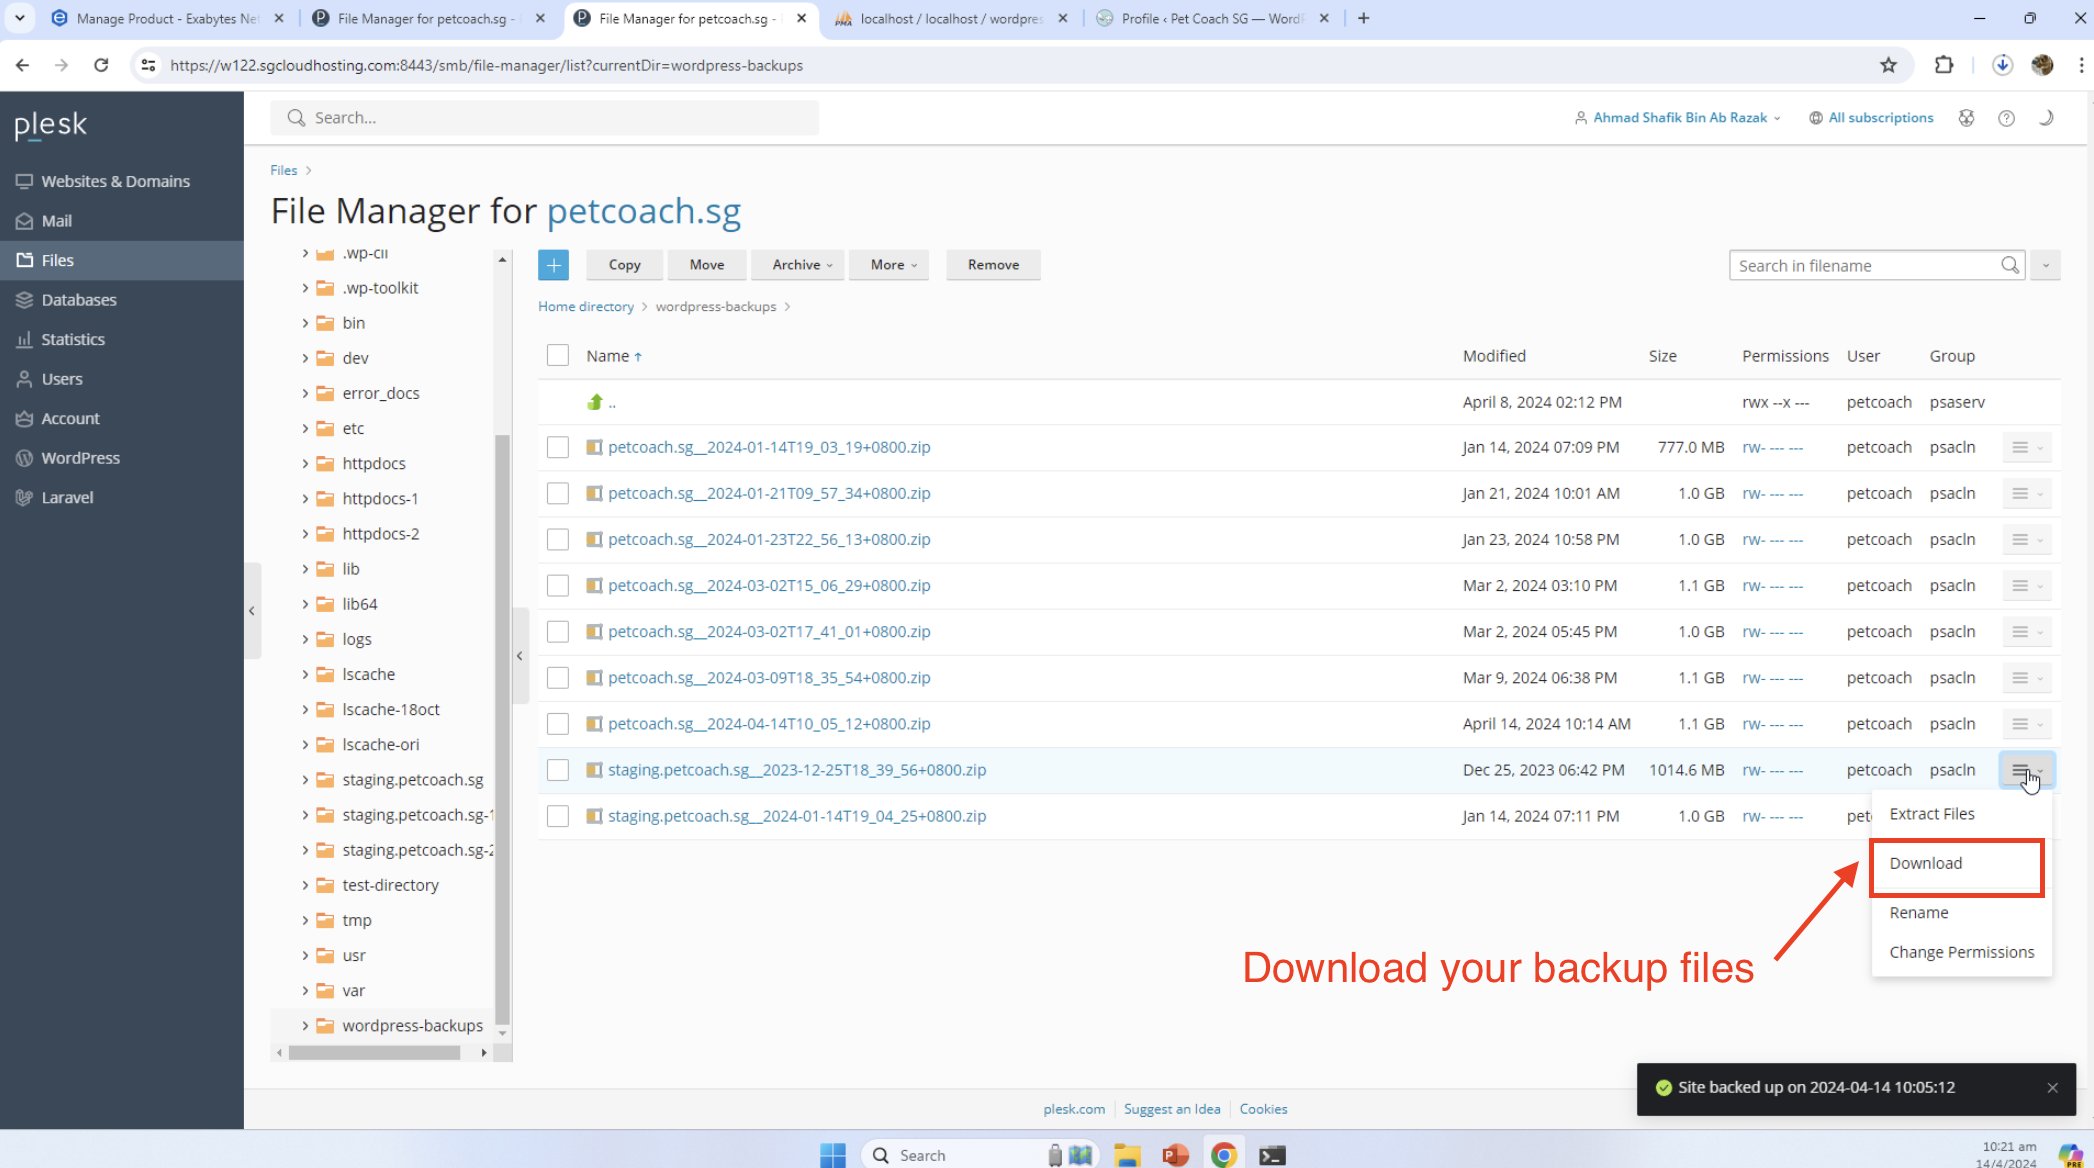 Manage Product - Exabytes Net
File Manager for petcoach.sg -
File Manager for petcoach.sg -
localhost / localhost / wordpres
Profile ‹ Pet Coach SG — WordP
https://w122.sgcloudhosting.com:8443/smb/file-manager/list?currentDir=wordpress-backups
plesk
Search...
Ahmad Shafik Bin Ab Razak
All subscriptions
Websites & Domains
Mail
Files
Databases
Statistics
Users
Account
WordPress
Laravel
Files
File Manager for petcoach.sg
.wp-cli
.wp-toolkit
bin
dev
error_docs
etc
httpdocs
httpdocs-1
httpdocs-2
lib
lib64
logs
lscache
lscache-18oct
lscache-ori
staging.petcoach.sg
staging.petcoach.sg-1
staging.petcoach.sg-2
test-directory
tmp
usr
var
wordpress-backups
Copy Move Archive More Remove
Search in filename
Home directory > wordpress-backups >
Name ↑ Modified Size Permissions User Group
.. April 8, 2024 02:12 PM rwx --x --- petcoach psaserv
petcoach.sg__2024-01-14T19_03_19+0800.zip Jan 14, 2024 07:09 PM 777.0 MB rw- --- --- petcoach psacln
petcoach.sg__2024-01-21T09_57_34+0800.zip Jan 21, 2024 10:01 AM 1.0 GB rw- --- --- petcoach psacln
petcoach.sg__2024-01-23T22_56_13+0800.zip Jan 23, 2024 10:58 PM 1.0 GB rw- --- --- petcoach psacln
petcoach.sg__2024-03-02T15_06_29+0800.zip Mar 2, 2024 03:10 PM 1.1 GB rw- --- --- petcoach psacln
petcoach.sg__2024-03-02T17_41_01+0800.zip Mar 2, 2024 05:45 PM 1.0 GB rw- --- --- petcoach psacln
petcoach.sg__2024-03-09T18_35_54+0800.zip Mar 9, 2024 06:38 PM 1.1 GB rw- --- --- petcoach psacln
petcoach.sg__2024-04-14T10_05_12+0800.zip April 14, 2024 10:14 AM 1.1 GB rw- --- --- petcoach psacln
staging.petcoach.sg__2023-12-25T18_39_56+0800.zip Dec 25, 2023 06:42 PM 1014.6 MB rw- --- --- petcoach psacln
staging.petcoach.sg__2024-01-14T19_04_25+0800.zip Jan 14, 2024 07:11 PM 1.0 GB rw- --- --- pet
Extract Files
Download
Rename
Change Permissions
Download your backup files
Site backed up on 2024-04-14 10:05:12
plesk.com Suggest an Idea Cookies
Search
10:21 am
14/4/2024
PRE